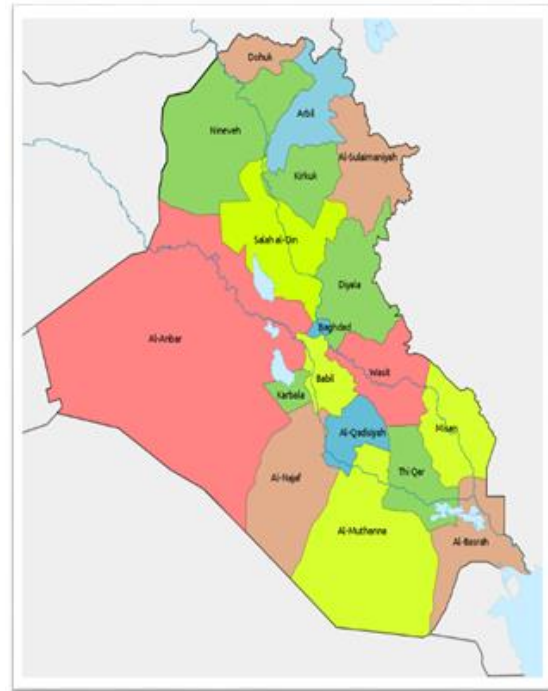 Dohuk
Arbil
Nineveh
Al-Sulaimaniyah
Kirkuk
Salah al-Din
Diyala
Baghdad
Al-Anbar
Wasit
Babil
Karbala
Misan
Al-Qadisiyah
Thi Qar
Al-Najaf
Al-Muthanna
Al-Basrah